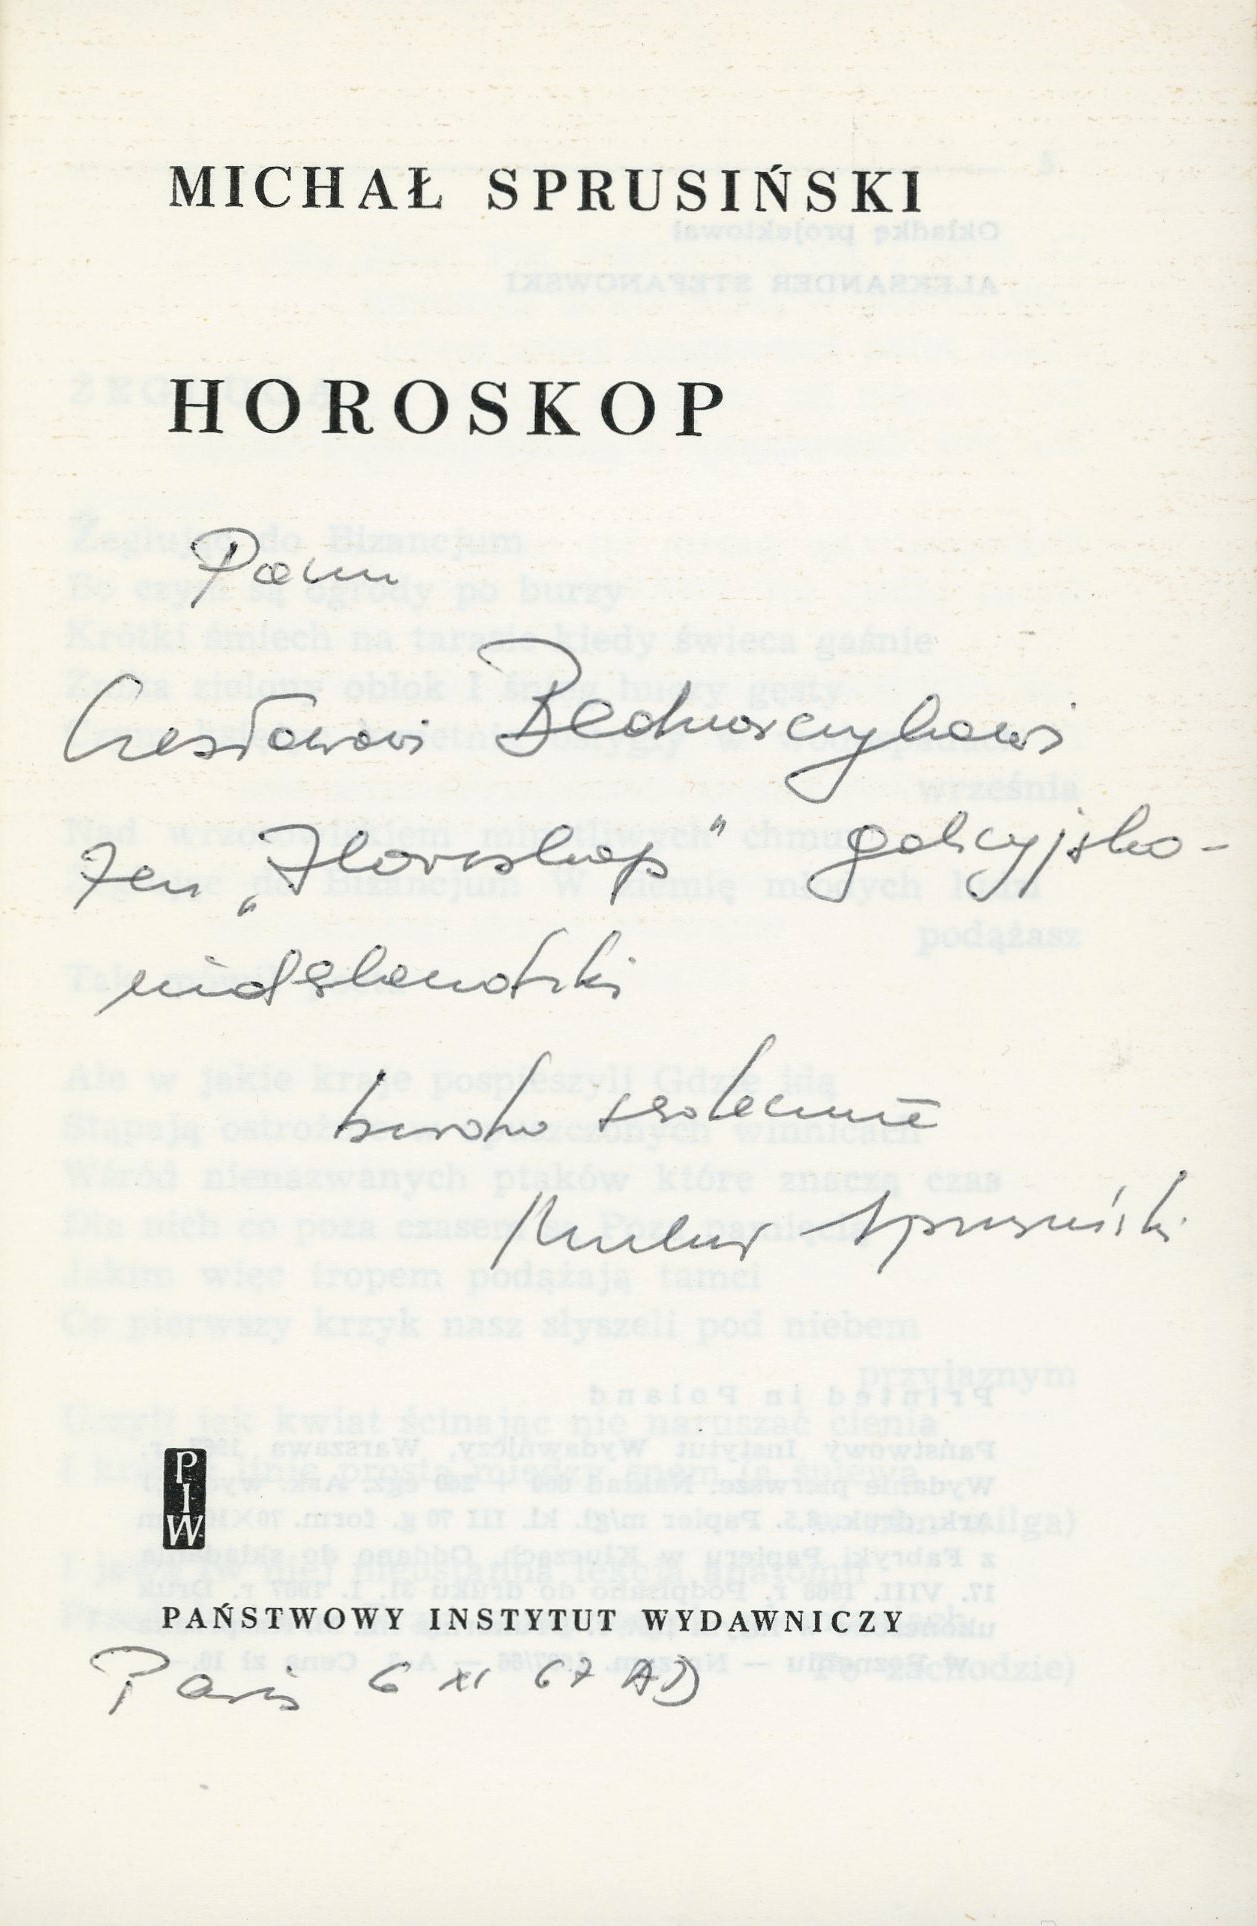 MICHAŁ SPRUSIŃSKI
HOROSKOP
Panu
Czesławowi Bednarczykowi
ten „Horoskop” galicyjsko-
bardzo serdecznie
Michał Sprusiński
PIW
PAŃSTWOWY INSTYTUT WYDAWNICZY
Paris 6 XI 67 AD